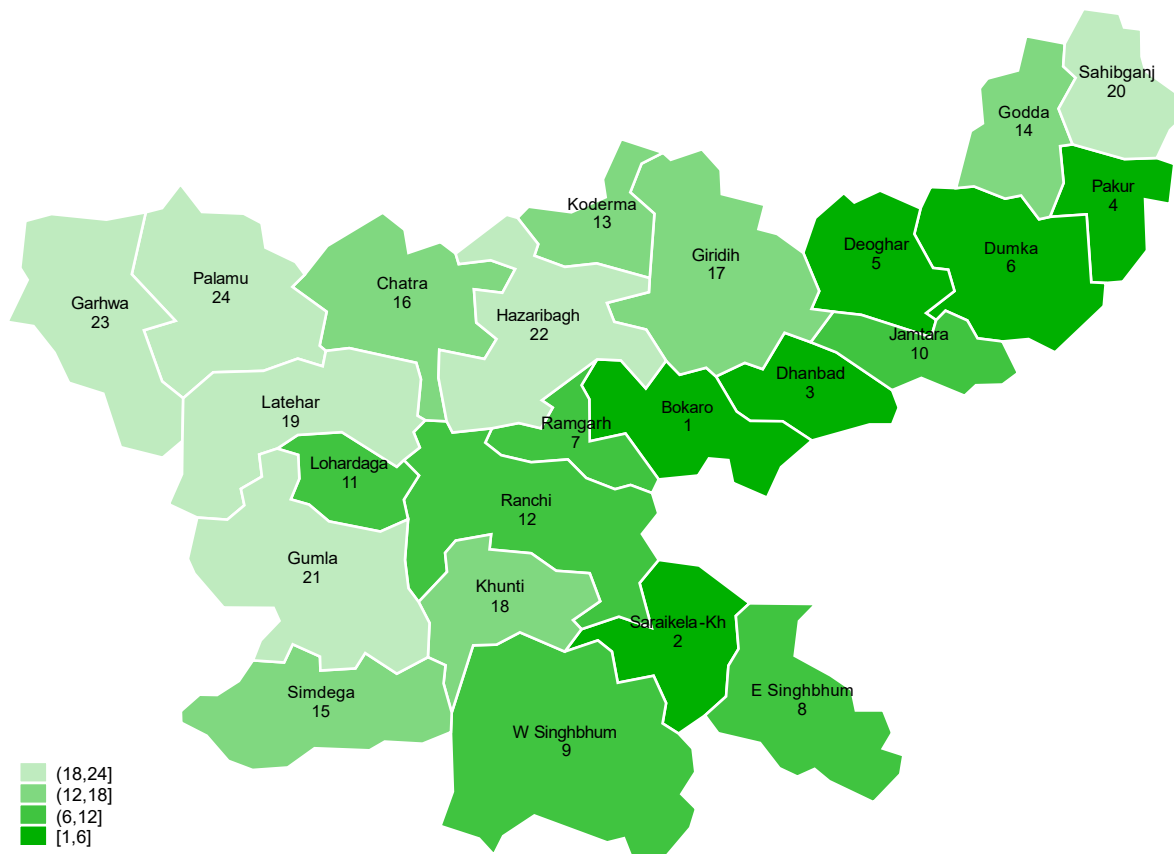 Sahibganj
20
Godda
14
Pakur
4
Koderma
13
Deoghar
5
Dumka
6
Giridih
17
Palamu
24
Chatra
16
Garhwa
23
Hazaribagh
22
Jamtara
10
Dhanbad
3
Latehar
19
Bokaro
1
Ramgarh
7
Lohardaga
11
Ranchi
12
Gumla
21
Khunti
18
Saraikela-Kh
2
Simdega
15
E Singhbhum
8
W Singhbhum
9
(18,24]
(12,18]
(6,12]
[1,6]